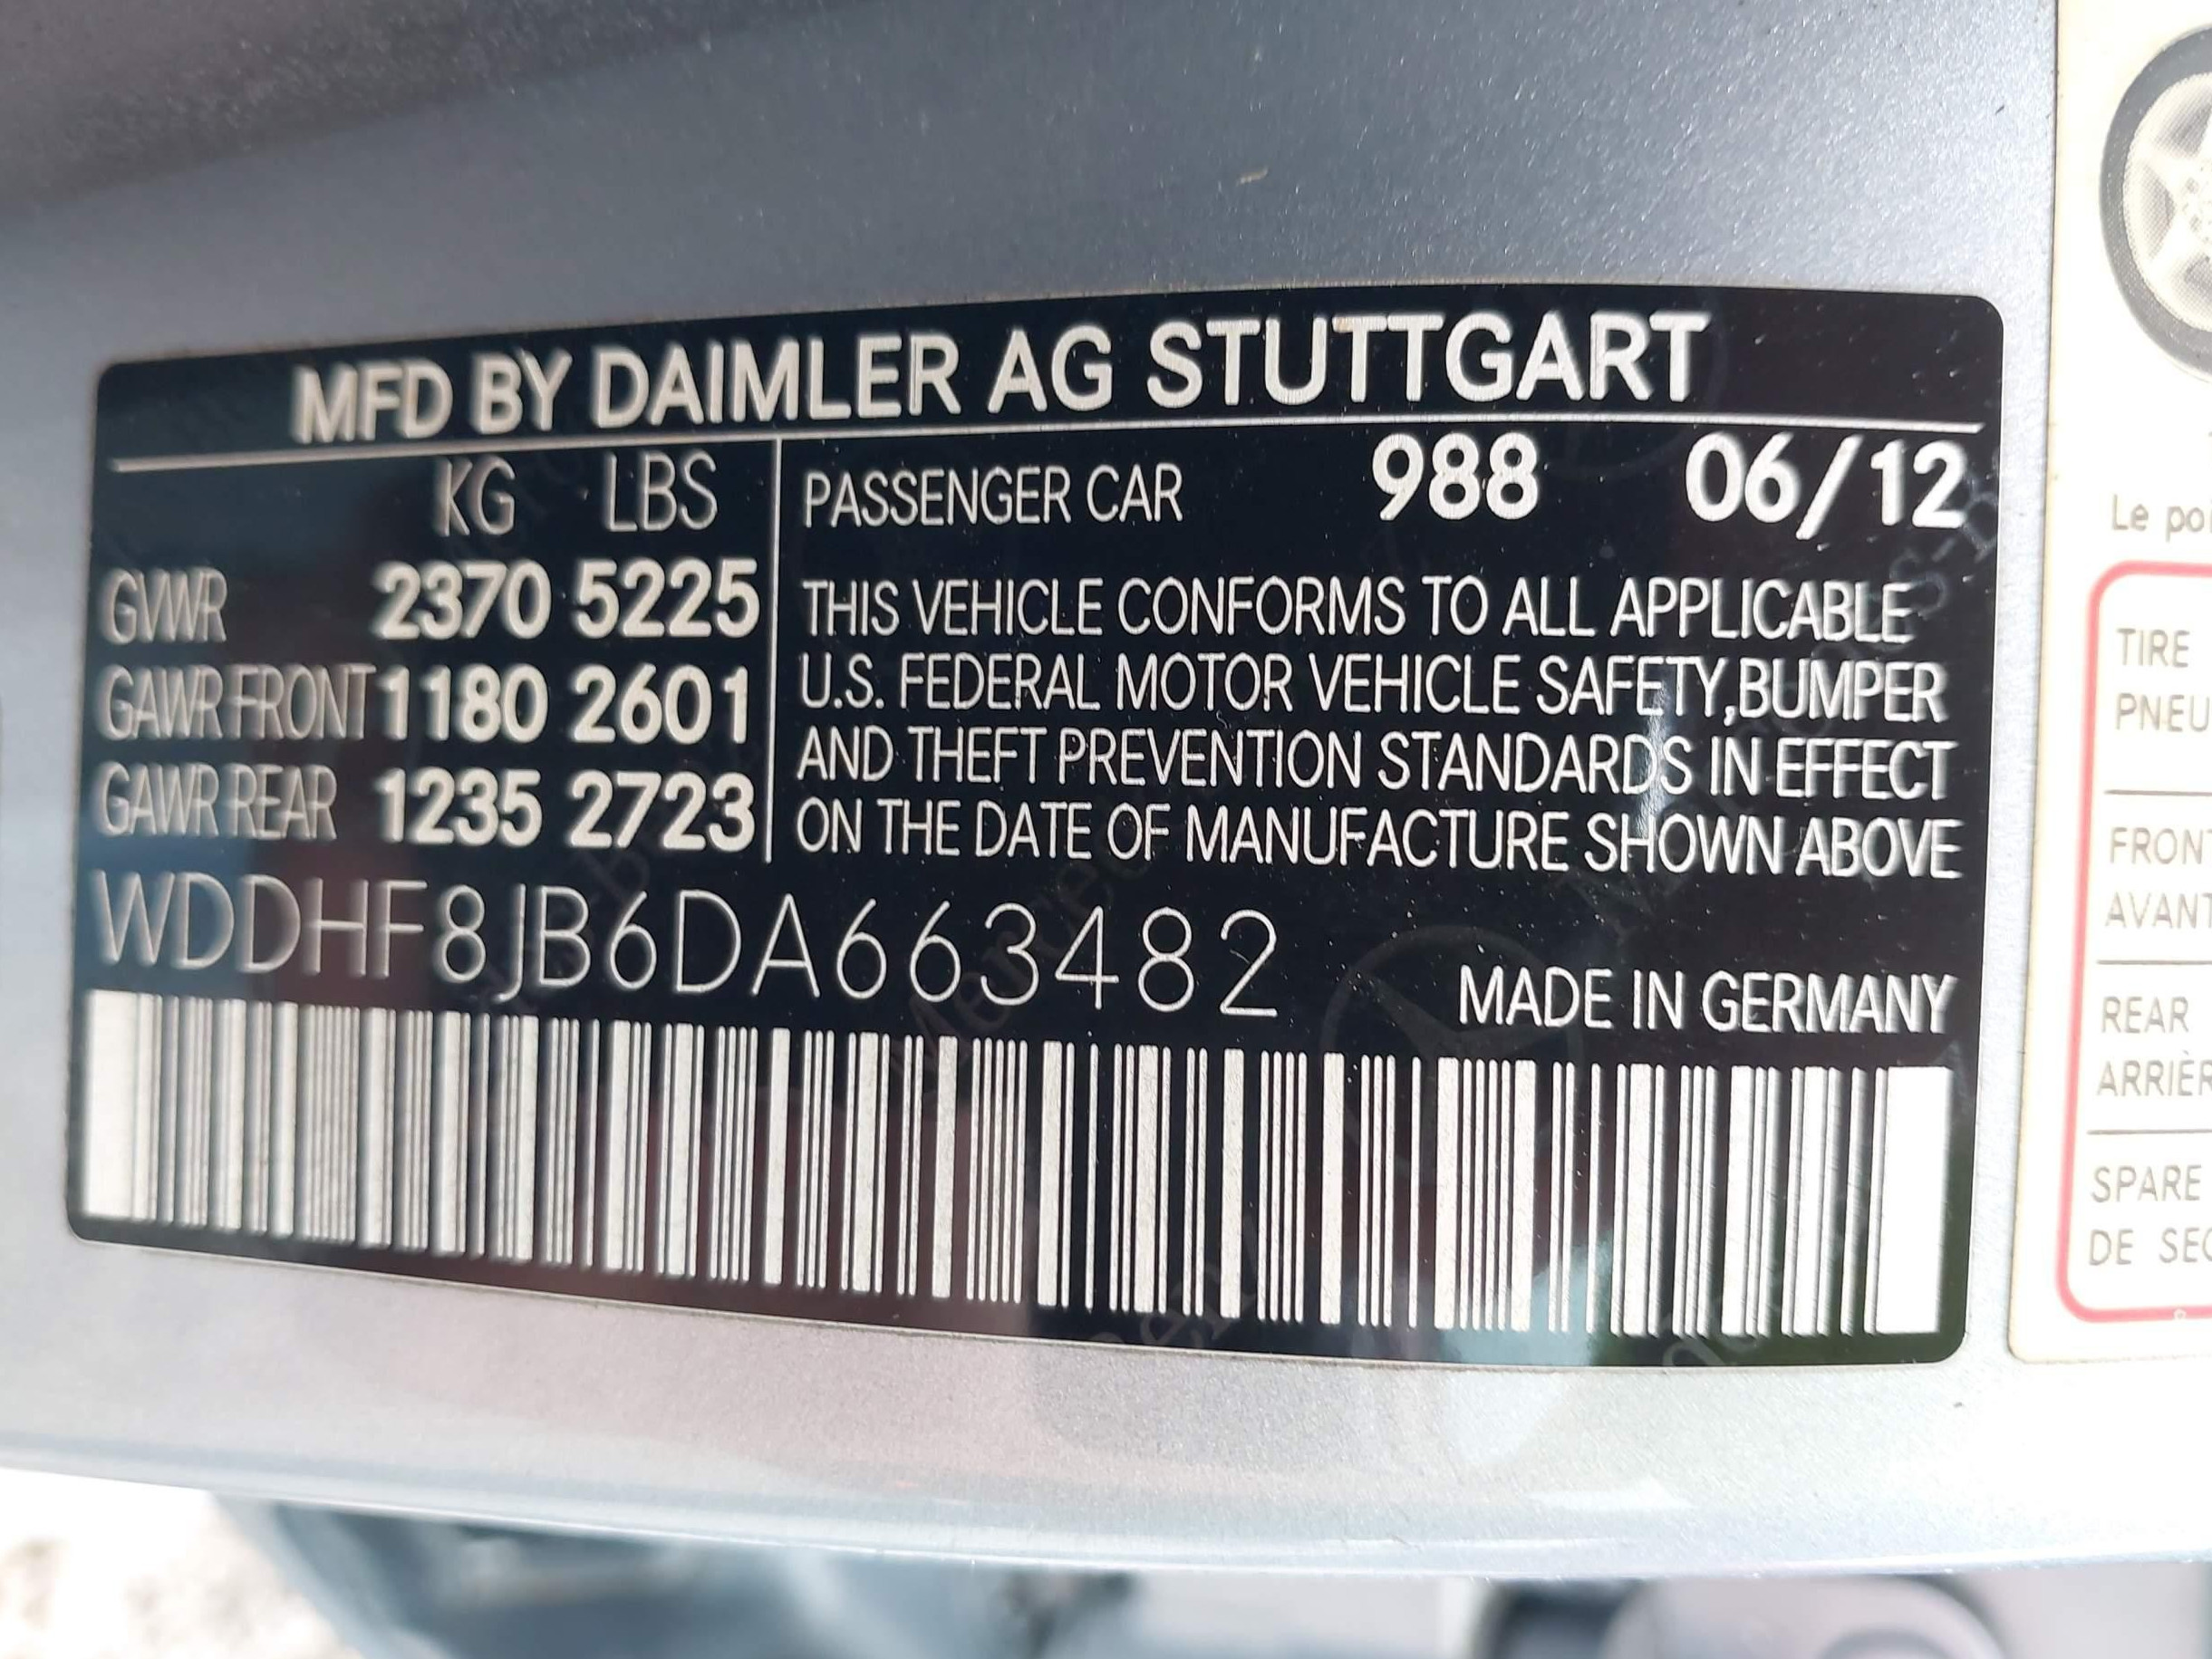 MFD BY DAIMLER AG STUTTGART
KG LBS
GVWR 2370 5225
GAWR FRONT 1180 2601
GAWR REAR 1235 2723
PASSENGER CAR 988 06/12
THIS VEHICLE CONFORMS TO ALL APPLICABLE
U.S. FEDERAL MOTOR VEHICLE SAFETY,BUMPER
AND THEFT PREVENTION STANDARDS IN EFFECT
ON THE DATE OF MANUFACTURE SHOWN ABOVE
WDDHF8JB6DA663482
MADE IN GERMANY
Le
TIRE
PNEU
FRONT
AVANT
REAR
ARRIÈR
SPARE
DE SEC